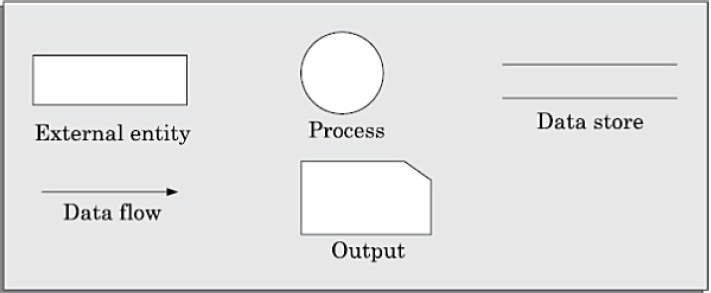 External entity
Process
Data store
Data flow
Output